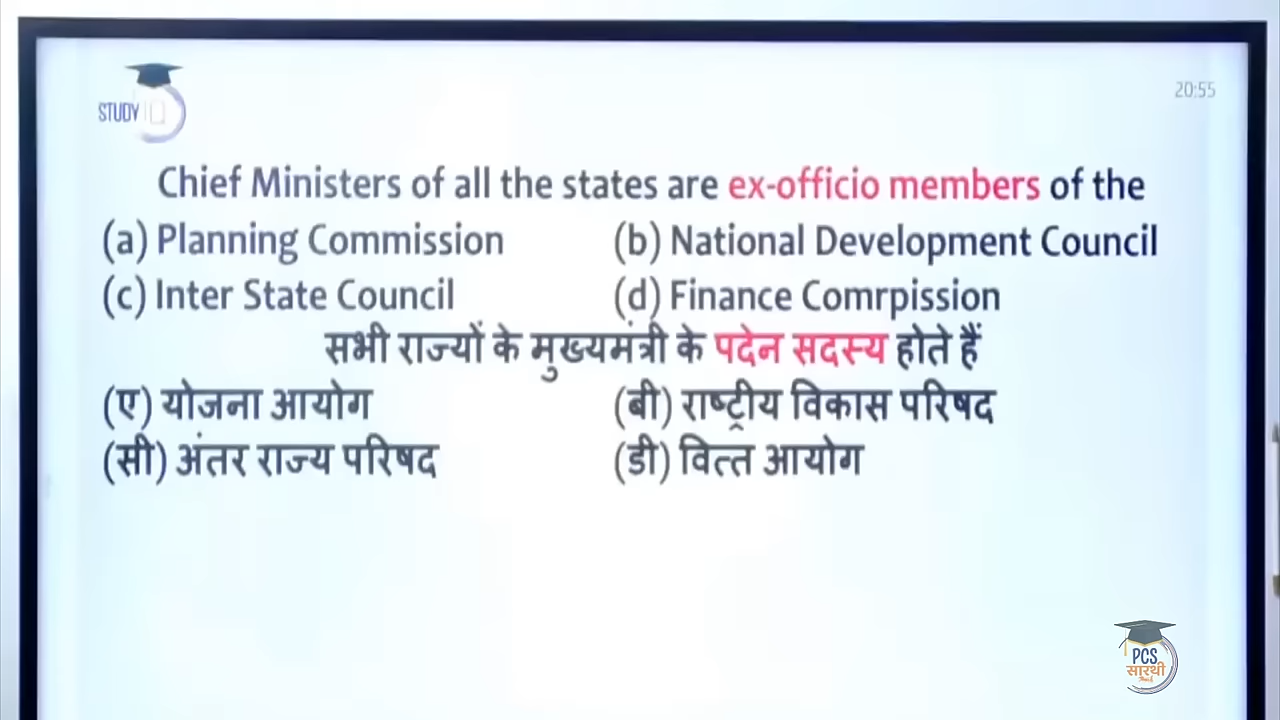 STUDY
20:55
Chief Ministers of all the states are ex-officio members of the
(a) Planning Commission (b) National Development Council
(c) Inter State Council (d) Finance Comrpission
सभी राज्यों के मुख्यमंत्री के पदेन सदस्य होते हैं
(ए) योजना आयोग (बी) राष्ट्रीय विकास परिषद
(सी) अंतर राज्य परिषद (डी) वित्त आयोग
PCS
सारथी